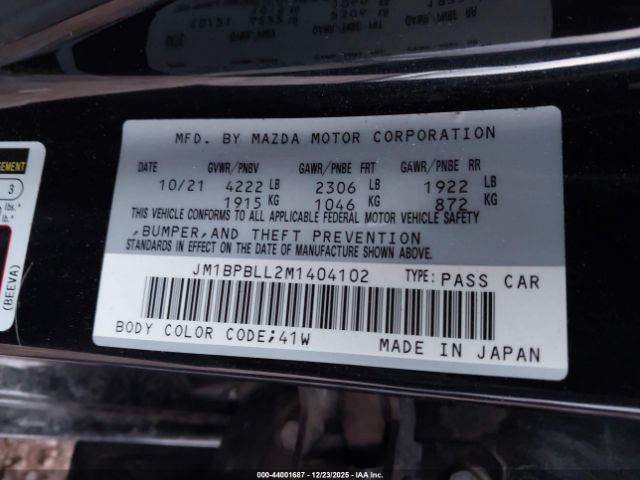 MFD. BY MAZDA MOTOR CORPORATION
DATE GVWR/PNBV GAWR/PNBE FRT GAWR/PNBE RR
10/21 4222 LB 2306 LB 1922 LB
1915 KG 1046 KG 872 KG
THIS VEHICLE CONFORMS TO ALL APPLICABLE FEDERAL MOTOR VEHICLE SAFETY
,BUMPER,AND THEFT PREVENTION
STANDARDS IN EFFECT ON THE DATE OF MANUFACTURE SHOWN ABOVE.
JM1BPBLL2M1404102 TYPE: PASS CAR
BODY COLOR CODE;41W
MADE IN JAPAN
3
lbs.*
(BEEVA)
000-44001687 - 12/23/2025 - IAA Inc.